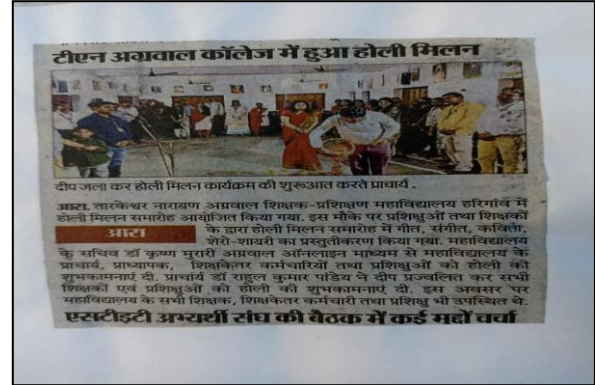 टीएन अग्रवाल कॉलेज में हुआ होली मिलन
दीप जला कर होली मिलन कार्यक्रम की शुरूआत करते प्राचार्य.
आरा. तारकेश्वर नारायण अग्रवाल शिक्षक-प्रशिक्षण महाविद्यालय हरिगांव में
होली मिलन समारोह आयोजित किया गया. इस मौके पर प्रशिक्षुओं तथा शिक्षकों
आरा
के द्वारा होली मिलन समारोह में गीत, संगीत, कविता,
शेरो-शायरी का प्रस्तुतीकरण किया गया. महाविद्यालय
के सचिव डॉ कृष्ण मुरारी अग्रवाल ऑनलाइन माध्यम से महाविद्यालय के
प्राचार्य, प्राध्यापक, शिक्षकेतर कर्मचारियों तथा प्रशिक्षुओं को होली की
शुभकामनाएं दी. प्राचार्य डॉ राहुल कुमार पांडेय ने दीप प्रज्वलित कर सभी
शिक्षकों एवं प्रशिक्षुओं को होली की शुभकामनाएं दी. इस अवसर पर
महाविद्यालय के सभी शिक्षक, शिक्षकेतर कर्मचारी तथा प्रशिक्षु भी उपस्थित थे.
एसटीइटी अभ्यर्थी संघ की बैठक में कई मुद्दों चर्चा